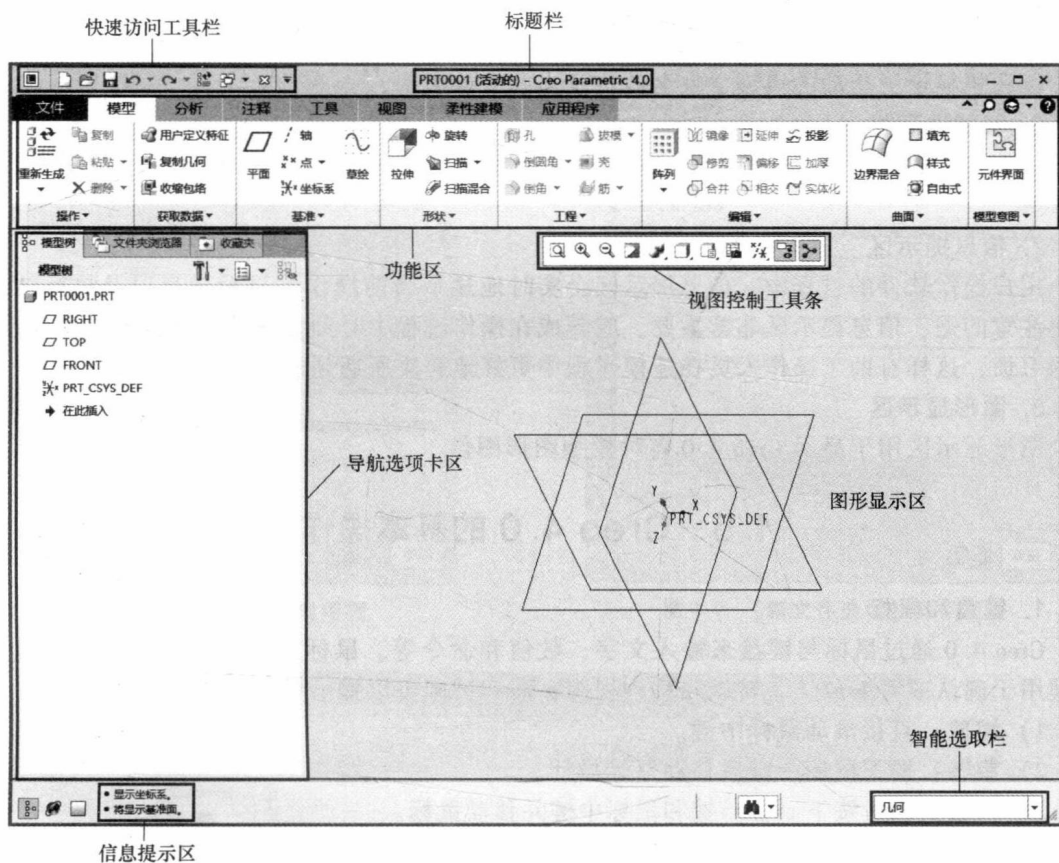 快速访问工具栏
标题栏
PRT0001 (活动的) - Creo Parametric 4.0
文件 模型 分析 注释 工具 视图 柔性建模 应用程序
重新生成
复制
粘贴
删除
操作
用户定义特征
复制几何
收缩包络
获取数据
平面
轴
点
坐标系
草绘
基准
拉伸
旋转
扫描
扫描混合
形状
孔
倒圆角
倒角
拔模
壳
筋
工程
阵列
镜像
延伸
投影
修剪
偏移
加厚
合并
相交
实体化
编辑
边界混合
填充
样式
自由式
曲面
元件界面
模型意图
模型树 文件夹浏览器 收藏夹
模型树
PRT0001.PRT
RIGHT
TOP
FRONT
PRT_CSYS_DEF
在此插入
功能区
视图控制工具条
导航选项卡区
图形显示区
Y
X
PRT_CSYS_DEF
Z
智能选取栏
显示坐标系。
将显示基准面。
几何
信息提示区